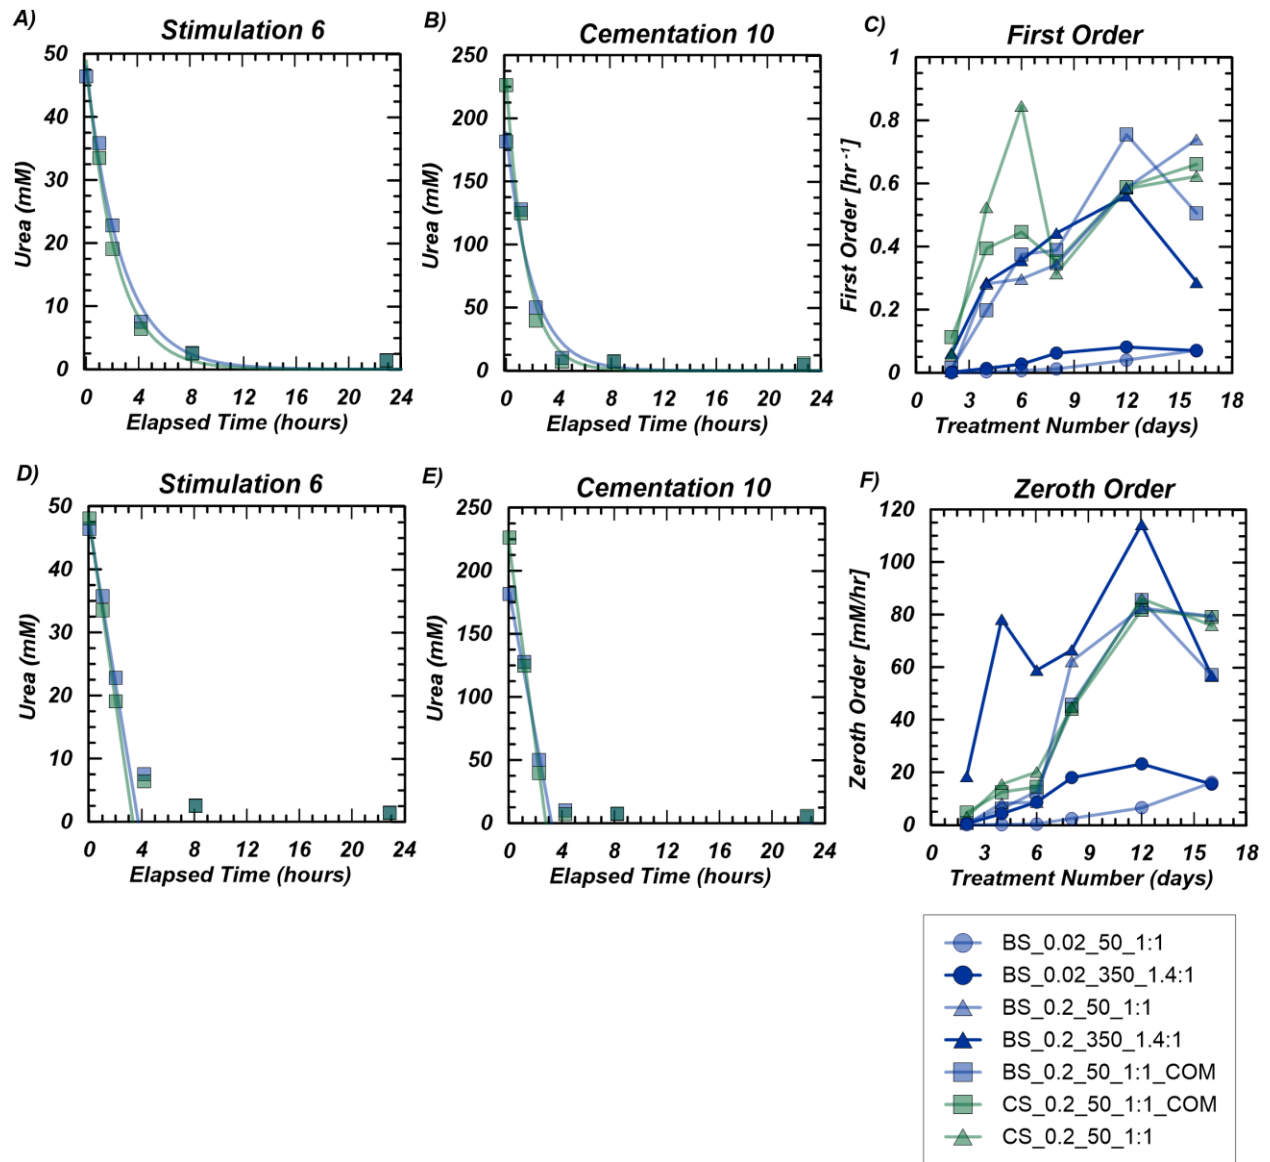 A)
Stimulation 6
50
40
30
20
10
0
Urea (mM)
0 4 8 12 16 20 24
Elapsed Time (hours)
B)
Cementation 10
250
200
150
100
50
0
Urea (mM)
0 4 8 12 16 20 24
Elapsed Time (hours)
C)
First Order
1
0.8
0.6
0.4
0.2
0
First Order [hr -1]
0 3 6 9 12 15 18
Treatment Number (days)
D)
Stimulation 6
50
40
30
20
10
0
Urea (mM)
0 4 8 12 16 20 24
Elapsed Time (hours)
E)
Cementation 10
250
200
150
100
50
0
Urea (mM)
0 4 8 12 16 20 24
Elapsed Time (hours)
F)
Zeroth Order
120
100
80
60
40
20
0
Zeroth Order [mM/hr]
0 3 6 9 12 15 18
Treatment Number (days)
BS_0.02_50_1:1
BS_0.02_350_1.4:1
BS_0.2_50_1:1
BS_0.2_350_1.4:1
BS_0.2_50_1:1_COM
CS_0.2_50_1:1_COM
CS_0.2_50_1:1